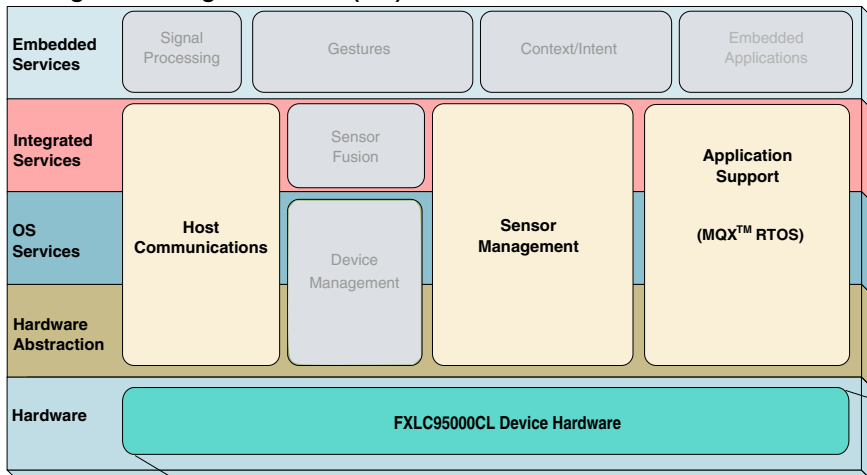 Embedded
Services
Signal
Processing
Gestures
Context/Intent
Embedded
Applications
Integrated
Services
Sensor
Fusion
Application
Support
OS
Services
Host
Communications
Device
Management
Sensor
Management
(MQX™ RTOS)
Hardware
Abstraction
Hardware
FXLC95000CL Device Hardware